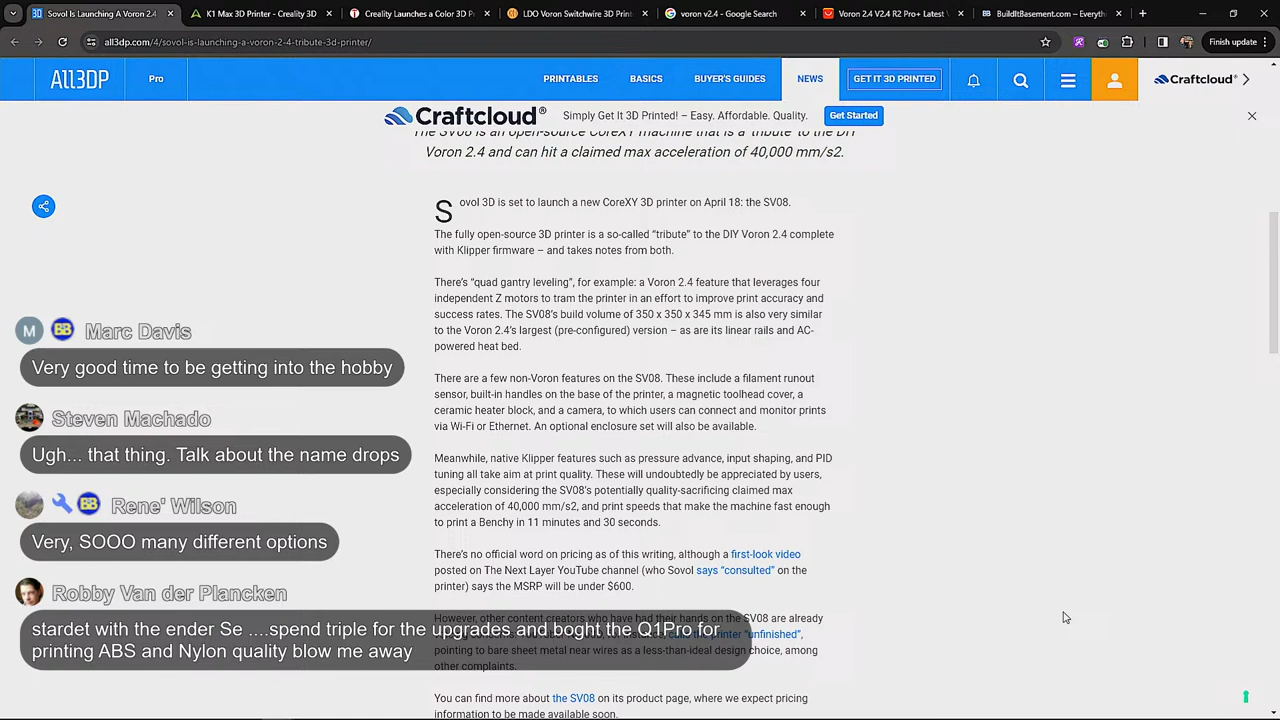 Sovol Is Launching A Voron 2.4
K1 Max 3D Printer - Creality 3D
Creality Launches a Color 3D P
LDO Voron Switchwire 3D Print
voron v2.4 - Google Search
Voron 2.4 V2.4 R2 Pro+ Latest
BuildItBasement.com – Everyth
all3dp.com/4/sovol-is-launching-a-voron-2-4-tribute-3d-printer/
Finish update
ALL3DP
Pro
PRINTABLES
BASICS
BUYER'S GUIDES
NEWS
GET IT 3D PRINTED
Craftcloud®
Craftcloud®
Simply Get It 3D Printed! – Easy. Affordable. Quality.
Get Started
The SV08 is an open-source CoreXY machine that is a 'tribute' to the DIY
Voron 2.4 and can hit a claimed max acceleration of 40,000 mm/s2.
Sovol 3D is set to launch a new CoreXY 3D printer on April 18: the SV08.
The fully open-source 3D printer is a so-called “tribute” to the DIY Voron 2.4 complete
with Klipper firmware – and takes notes from both.
There's “quad gantry leveling”, for example: a Voron 2.4 feature that leverages four
independent Z motors to tram the printer in an effort to improve print accuracy and
success rates. The SV08's build volume of 350 x 350 x 345 mm is also very similar
to the Voron 2.4's largest (pre-configured) version – as are its linear rails and AC-
powered heat bed.
There are a few non-Voron features on the SV08. These include a filament runout
sensor, built-in handles on the base of the printer, a magnetic toolhead cover, a
ceramic heater block, and a camera, to which users can connect and monitor prints
via Wi-Fi or Ethernet. An optional enclosure set will also be available.
Meanwhile, native Klipper features such as pressure advance, input shaping, and PID
tuning all take aim at print quality. These will undoubtedly be appreciated by users,
especially considering the SV08's potentially quality-sacrificing claimed max
acceleration of 40,000 mm/s2, and print speeds that make the machine fast enough
to print a Benchy in 11 minutes and 30 seconds.
There's no official word on pricing as of this writing, although a first-look video
posted on The Next Layer YouTube channel (who Sovol says “consulted” on the
printer) says the MSRP will be under $600.
However, other content creators who have had their hands on the SV08 are already
call the printer “unfinished”,
pointing to bare sheet metal near wires as a less-than-ideal design choice, among
other complaints.
You can find more about the SV08 on its product page, where we expect pricing
information to be made available soon.
M
BB
Marc Davis
Very good time to be getting into the hobby
Steven Machado
Ugh... that thing. Talk about the name drops
BB
Rene' Wilson
Very, SOOO many different options
Robby Van der Plancken
stardet with the ender Se ....spend triple for the upgrades and boght the Q1Pro for
printing ABS and Nylon quality blow me away